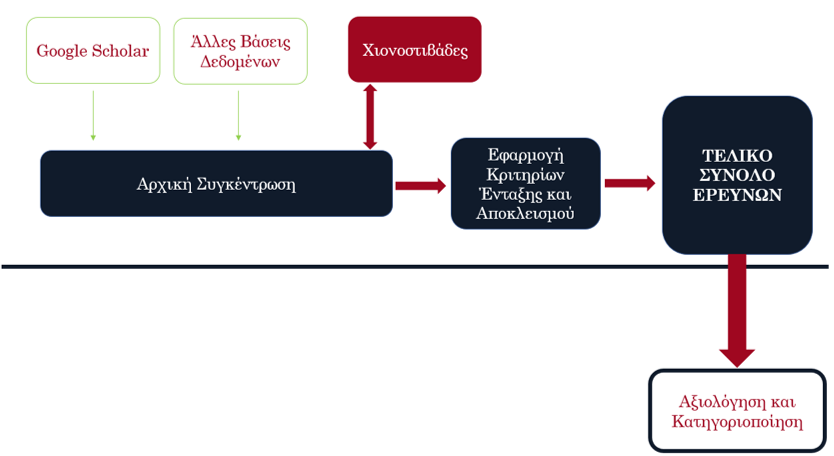 Google Scholar
Άλλες Βάσεις
Δεδομένων
Χιονοστιβάδες
Αρχική Συγκέντρωση
Εφαρμογή
Κριτηρίων
Ένταξης και
Αποκλεισμού
ΤΕΛΙΚΟ
ΣΥΝΟΛΟ
ΕΡΕΥΝΩΝ
Αξιολόγηση και
Κατηγοριοποίηση